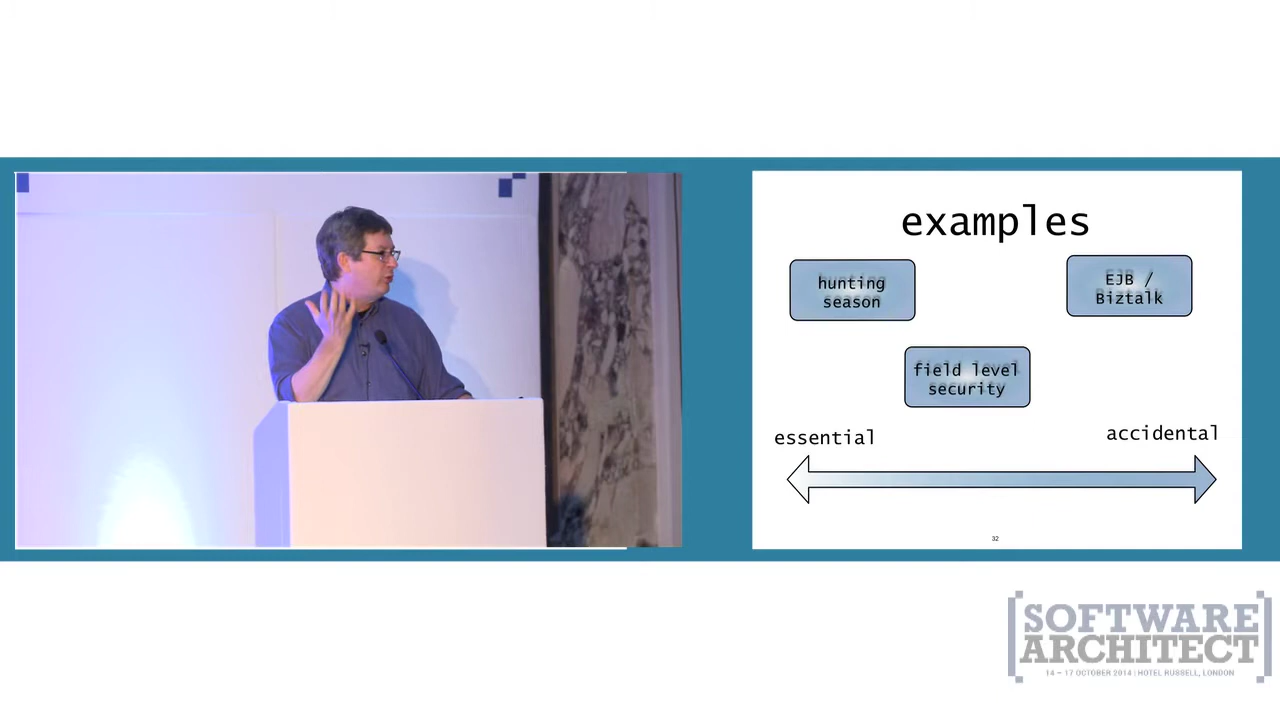 examples
hunting
season
EJB /
Biztalk
field level
security
essential
accidental
32
SOFTWARE
ARCHITECT
14 – 17 OCTOBER 2014 | HOTEL RUSSELL, LONDON